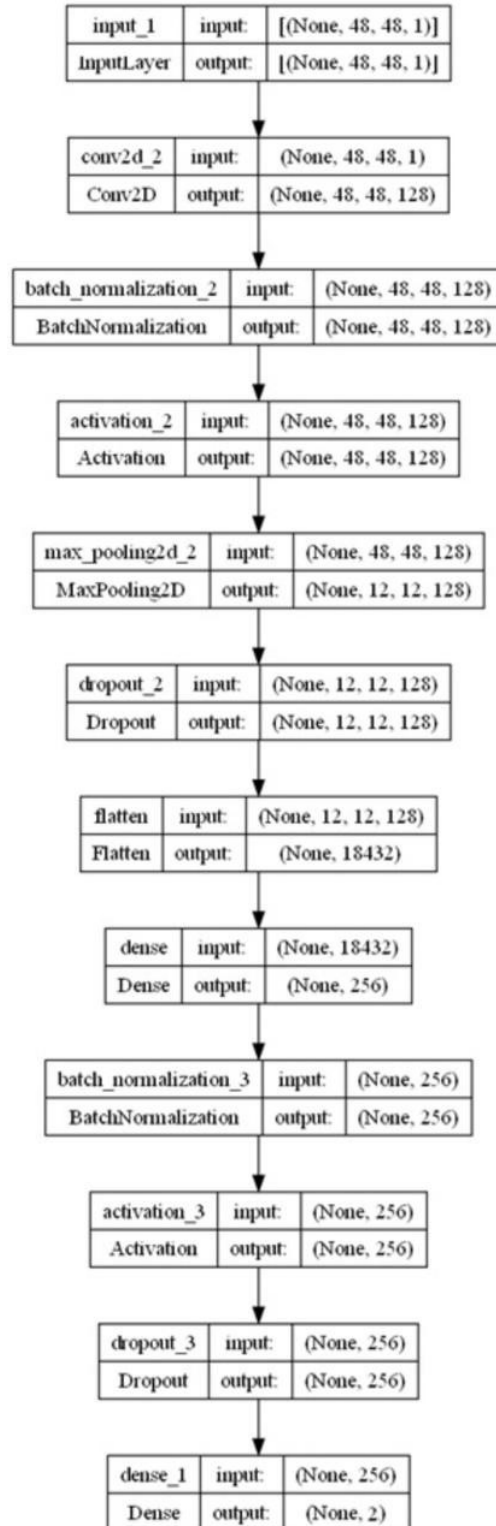 input_1 input: [(None, 48, 48, 1)]
InputLayer output: [(None, 48, 48, 1)]
conv2d_2 input: (None, 48, 48, 1)
Conv2D output: (None, 48, 48, 128)
batch_normalization_2 input: (None, 48, 48, 128)
BatchNormalization output: (None, 48, 48, 128)
activation_2 input: (None, 48, 48, 128)
Activation output: (None, 48, 48, 128)
max_pooling2d_2 input: (None, 48, 48, 128)
MaxPooling2D output: (None, 12, 12, 128)
dropout_2 input: (None, 12, 12, 128)
Dropout output: (None, 12, 12, 128)
flatten input: (None, 12, 12, 128)
Flatten output: (None, 18432)
dense input: (None, 18432)
Dense output: (None, 256)
batch_normalization_3 input: (None, 256)
BatchNormalization output: (None, 256)
activation_3 input: (None, 256)
Activation output: (None, 256)
dropout_3 input: (None, 256)
Dropout output: (None, 256)
dense_1 input: (None, 256)
Dense output: (None, 2)